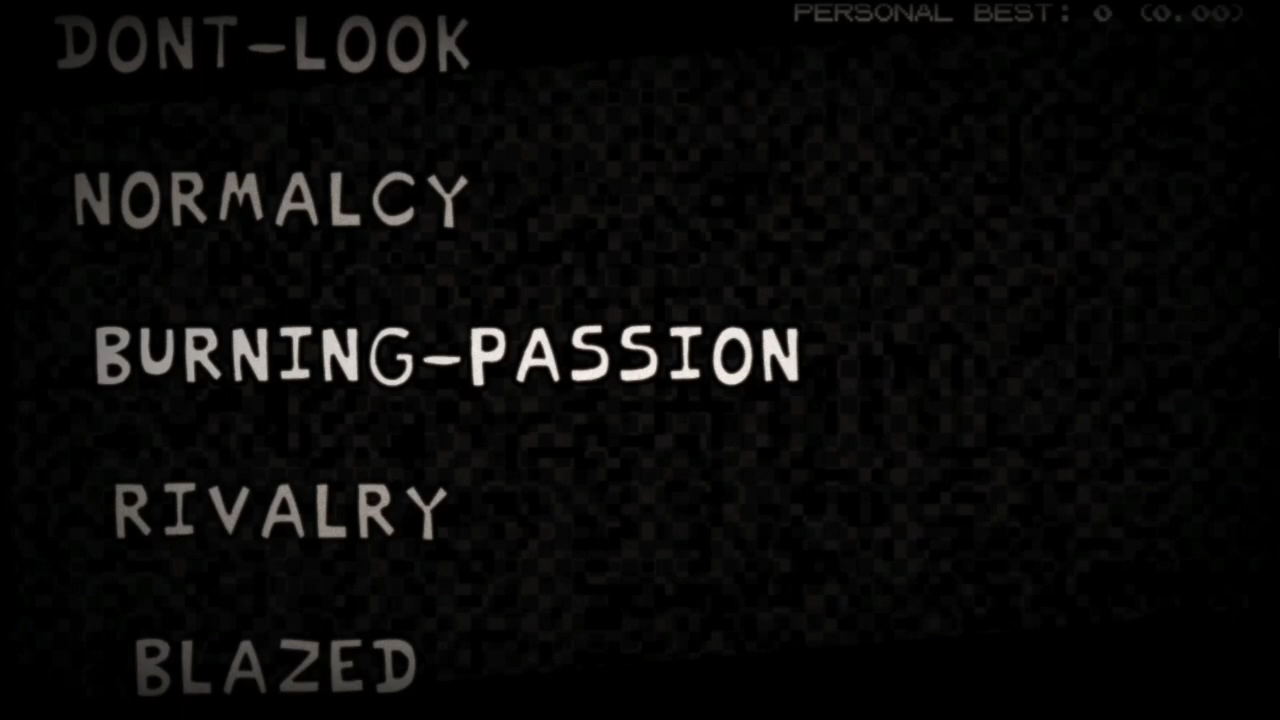 PERSONAL BEST: 0 (0.00)
DONT-LOOK
NORMALCY
BURNING-PASSION
RIVALRY
BLAZED